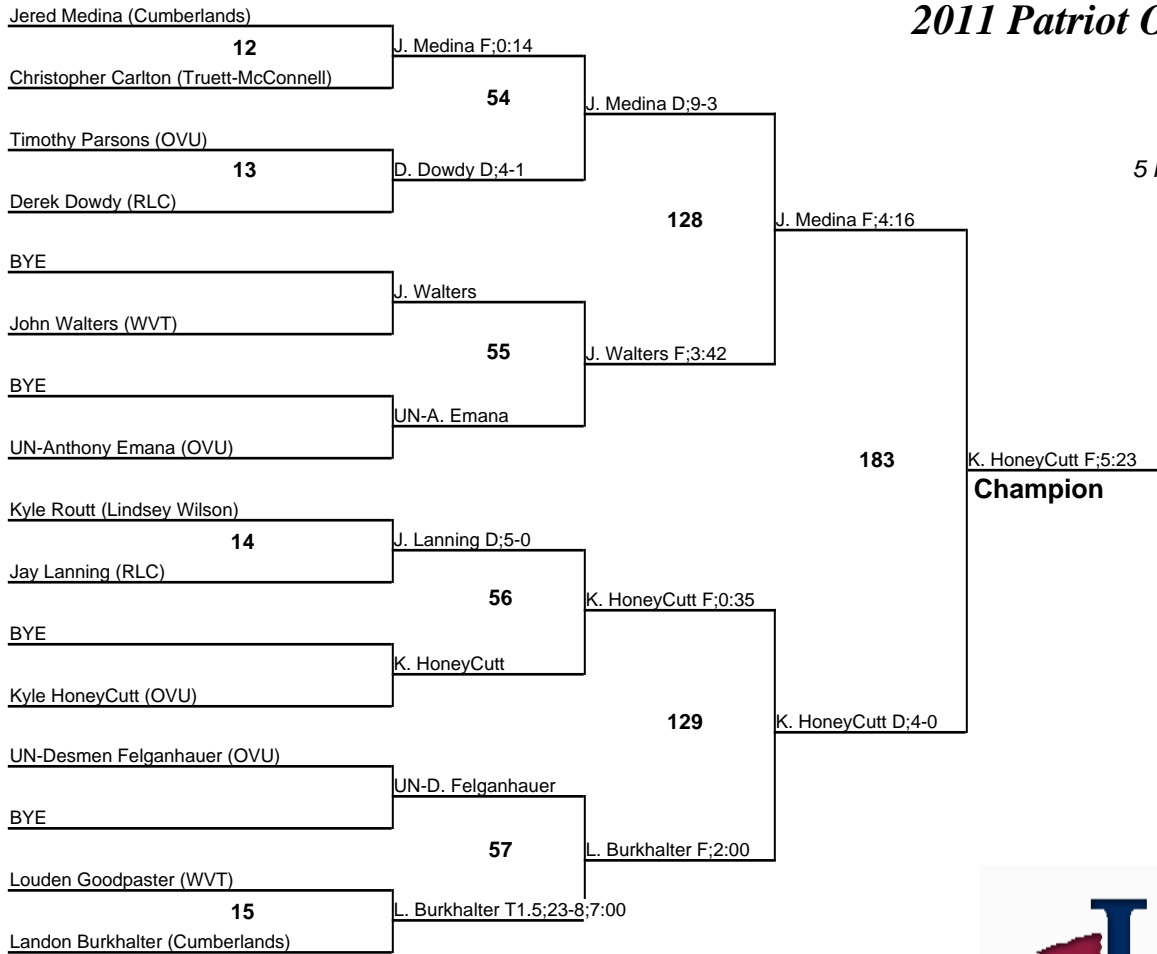 2011 Patriot O
5
Jered Medina (Cumberlands)
12
Christopher Carlton (Truett-McConnell)
J. Medina F;0:14
54
Timothy Parsons (OVU)
13
Derek Dowdy (RLC)
D. Dowdy D;4-1
J. Medina D;9-3
128
BYE
John Walters (WVT)
J. Walters
55
BYE
UN-Anthony Emana (OVU)
UN-A. Emana
J. Walters F;3:42
J. Medina F;4:16
183
K. HoneyCutt F;5:23
Champion
Kyle Routt (Lindsey Wilson)
14
Jay Lanning (RLC)
J. Lanning D;5-0
56
BYE
Kyle HoneyCutt (OVU)
K. HoneyCutt
K. HoneyCutt F;0:35
129
K. HoneyCutt D;4-0
UN-Desmen Felganhauer (OVU)
BYE
UN-D. Felganhauer
57
L. Burkhalter F;2:00
Louden Goodpaster (WVT)
15
Landon Burkhalter (Cumberlands)
L. Burkhalter T1.5;23-8;7:00